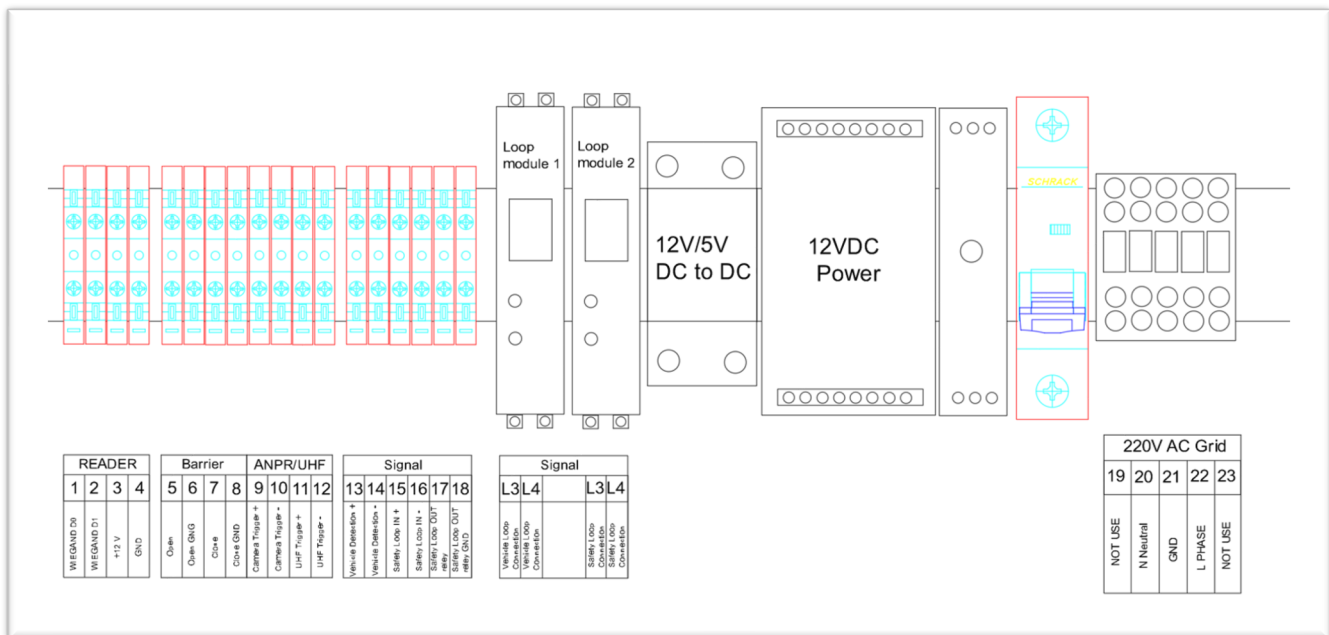 Loop
module 1
Loop
module 2
12V/5V
DC to DC
12VDC
Power
SCHRACK
READER
1 2 3 4
WIEGAND D0
WIEGAND D1
+12 V
GND
Barrier
5 6 7 8
Open
Open GNG
Close
Close GND
ANPR/UHF
9 10 11 12
Camera Trigger +
Camera Trigger -
UHF Trigger +
UHF Trigger -
Signal
13 14 15 16 17 18
Vehicle Detection +
Vehicle Detection -
Safety Loop IN +
Safety Loop IN -
Safety Loop OUT
relay
Safety Loop OUT
relay GND
Signal
L3 L4 L3 L4
Vehicle Loop
Connection
Vehicle Loop
Connection
Safety Loop
Connection
Safety Loop
Connection
220V AC Grid
19 20 21 22 23
NOT USE
N Neutral
GND
L PHASE
NOT USE